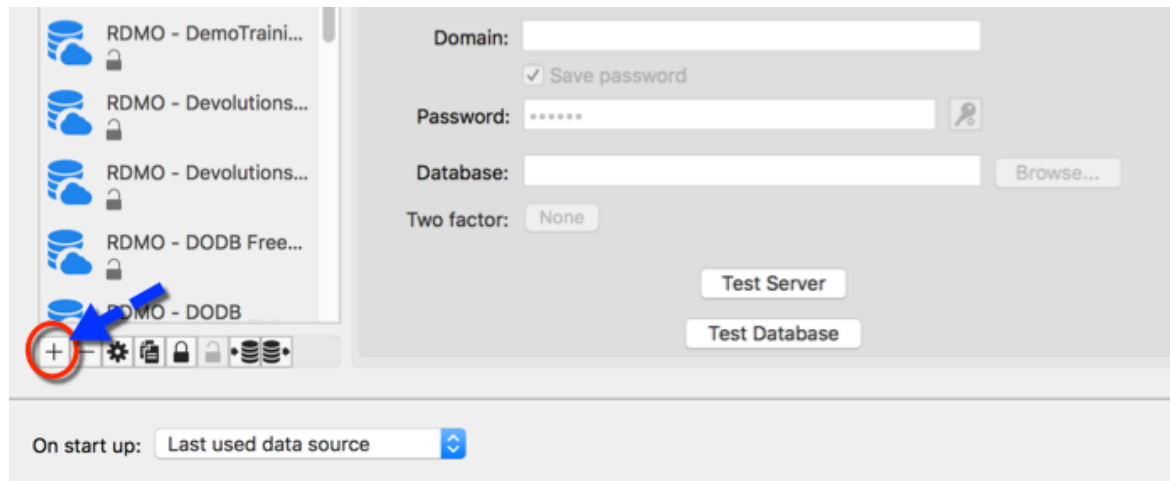 RDMO - DemoTraini...
RDMO - Devolutions...
RDMO - Devolutions...
RDMO - DODB Free...
RDMO - DODB
Domain:
Save password
Password: ••••••
Database:
Browse...
Two factor: None
Test Server
Test Database
On start up: Last used data source